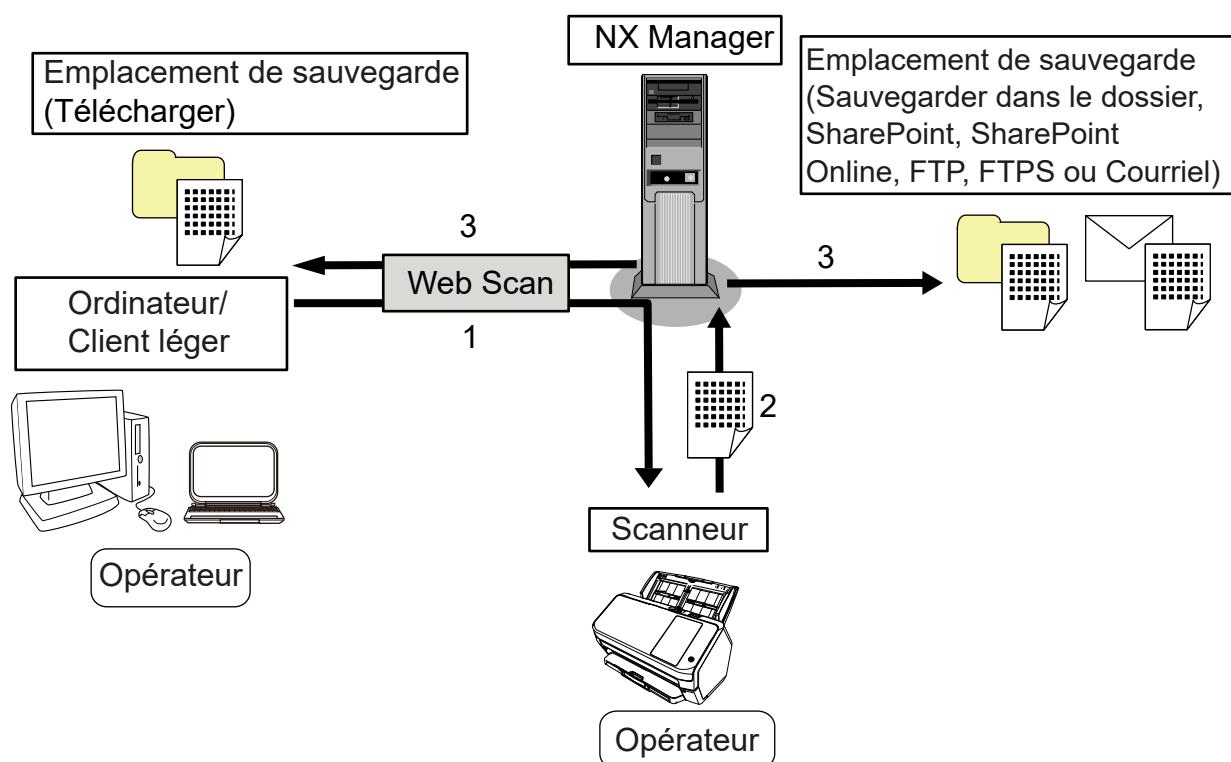 NX Manager
Emplacement de sauvegarde
(Télécharger)
Emplacement de sauvegarde
(Sauvegarder dans le dossier,
SharePoint, SharePoint
Online, FTP, FTPS ou Courriel)
3
Web Scan
1
3
Ordinateur/
Client léger
2
Scanneur
Opérateur
Opérateur